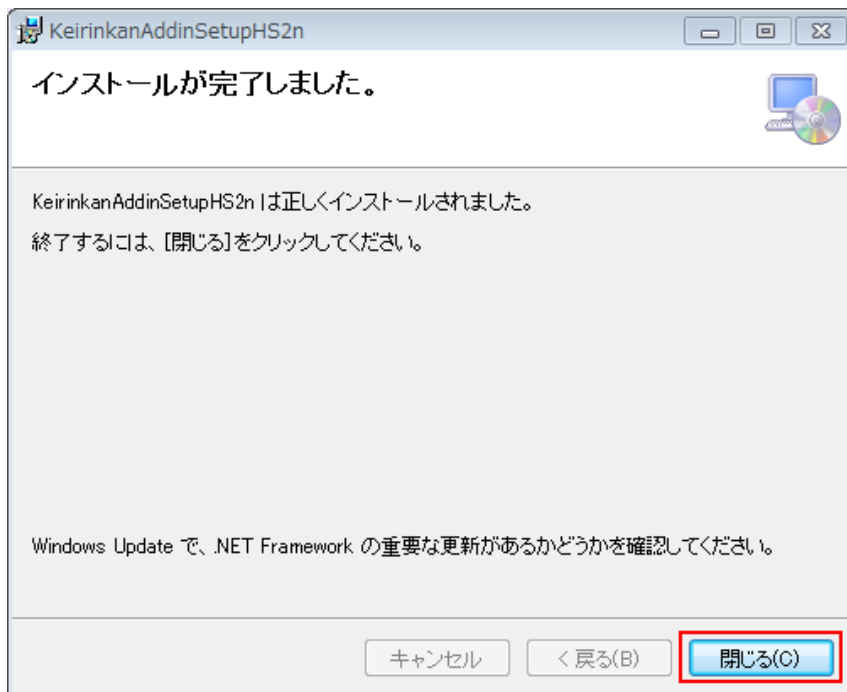 KeirinkanAddinSetupHS2n
インストールが完了しました。
KeirinkanAddinSetupHS2n は正しくインストールされました。
終了するには、[閉じる]をクリックしてください。
Windows Update で、.NET Framework の重要な更新があるかどうかを確認してください。
キャンセル
< 戻る(B)
閉じる(C)